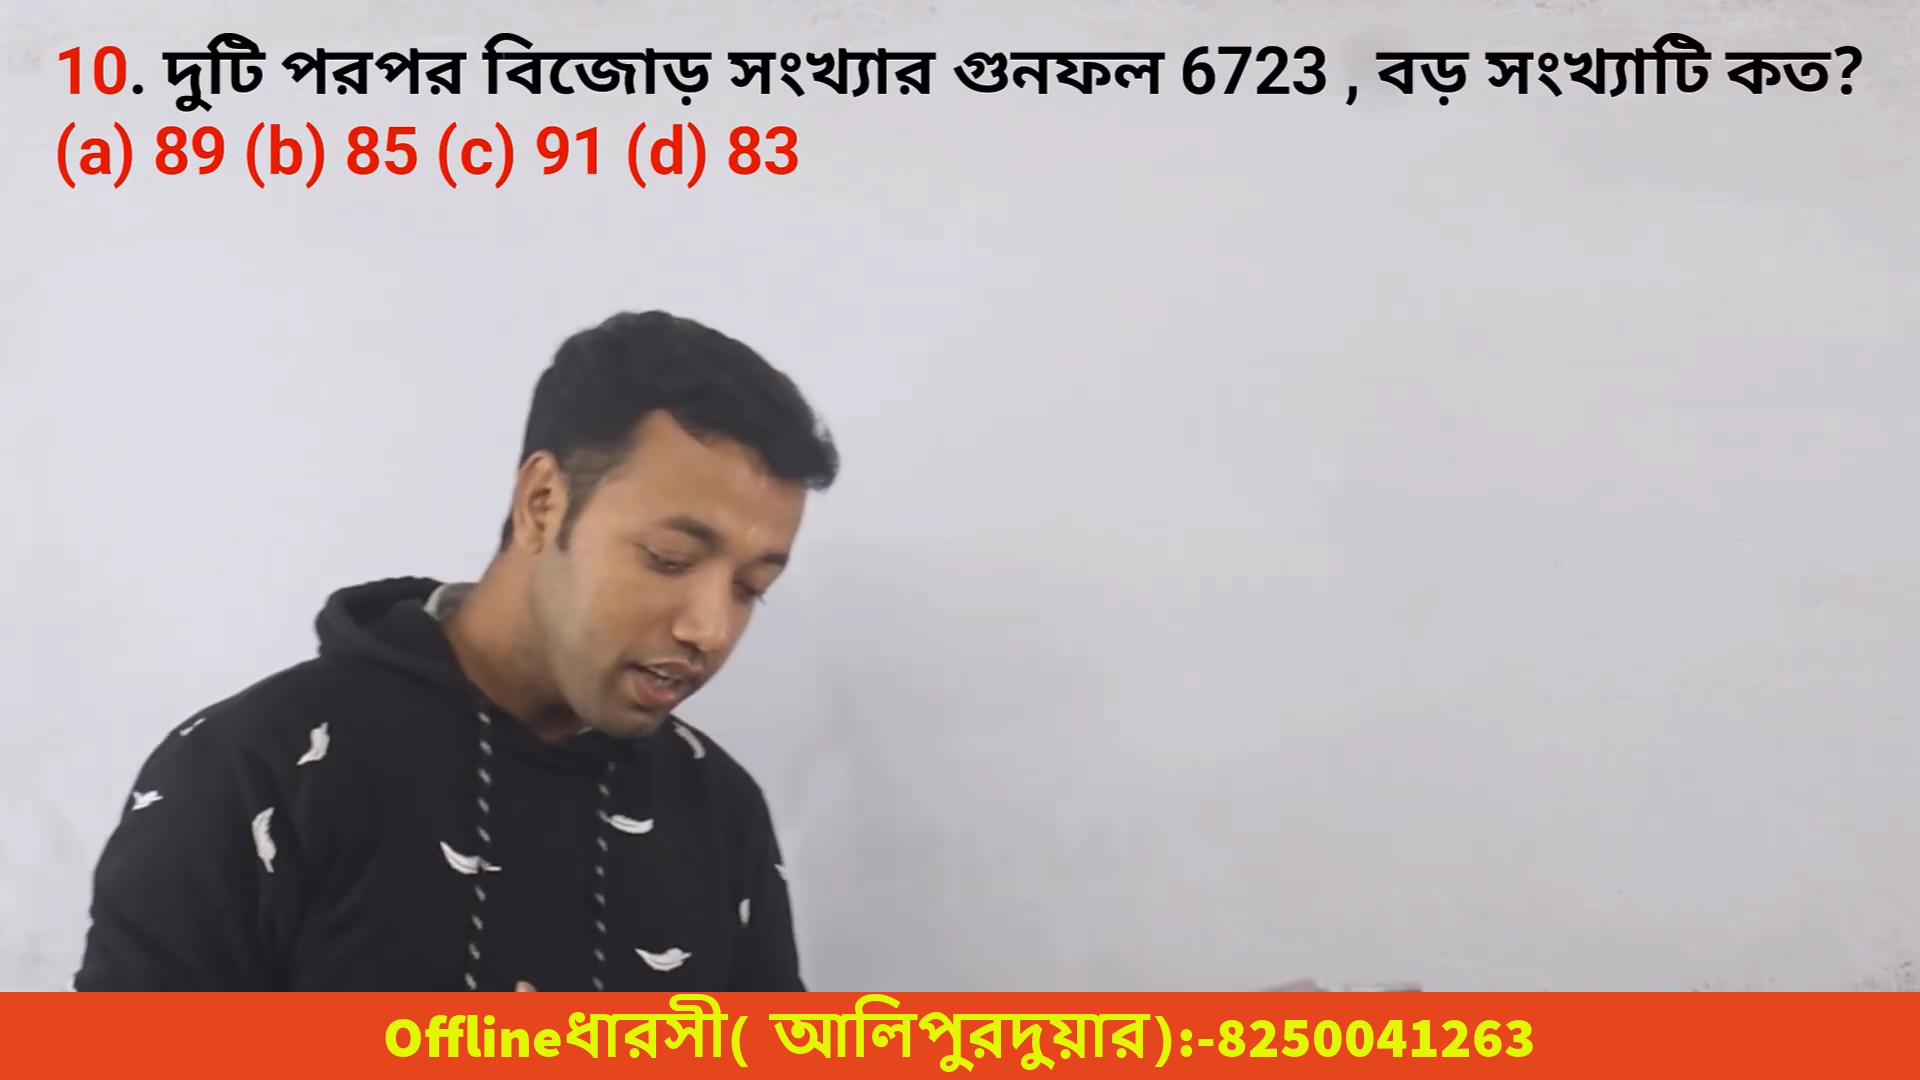 10. দুটি পরপর বিজোড় সংখ্যার গুনফল 6723 , বড় সংখ্যাটি কত?
(a) 89 (b) 85 (c) 91 (d) 83
Offlineধারসী( আলিপুরদুয়ার):-8250041263